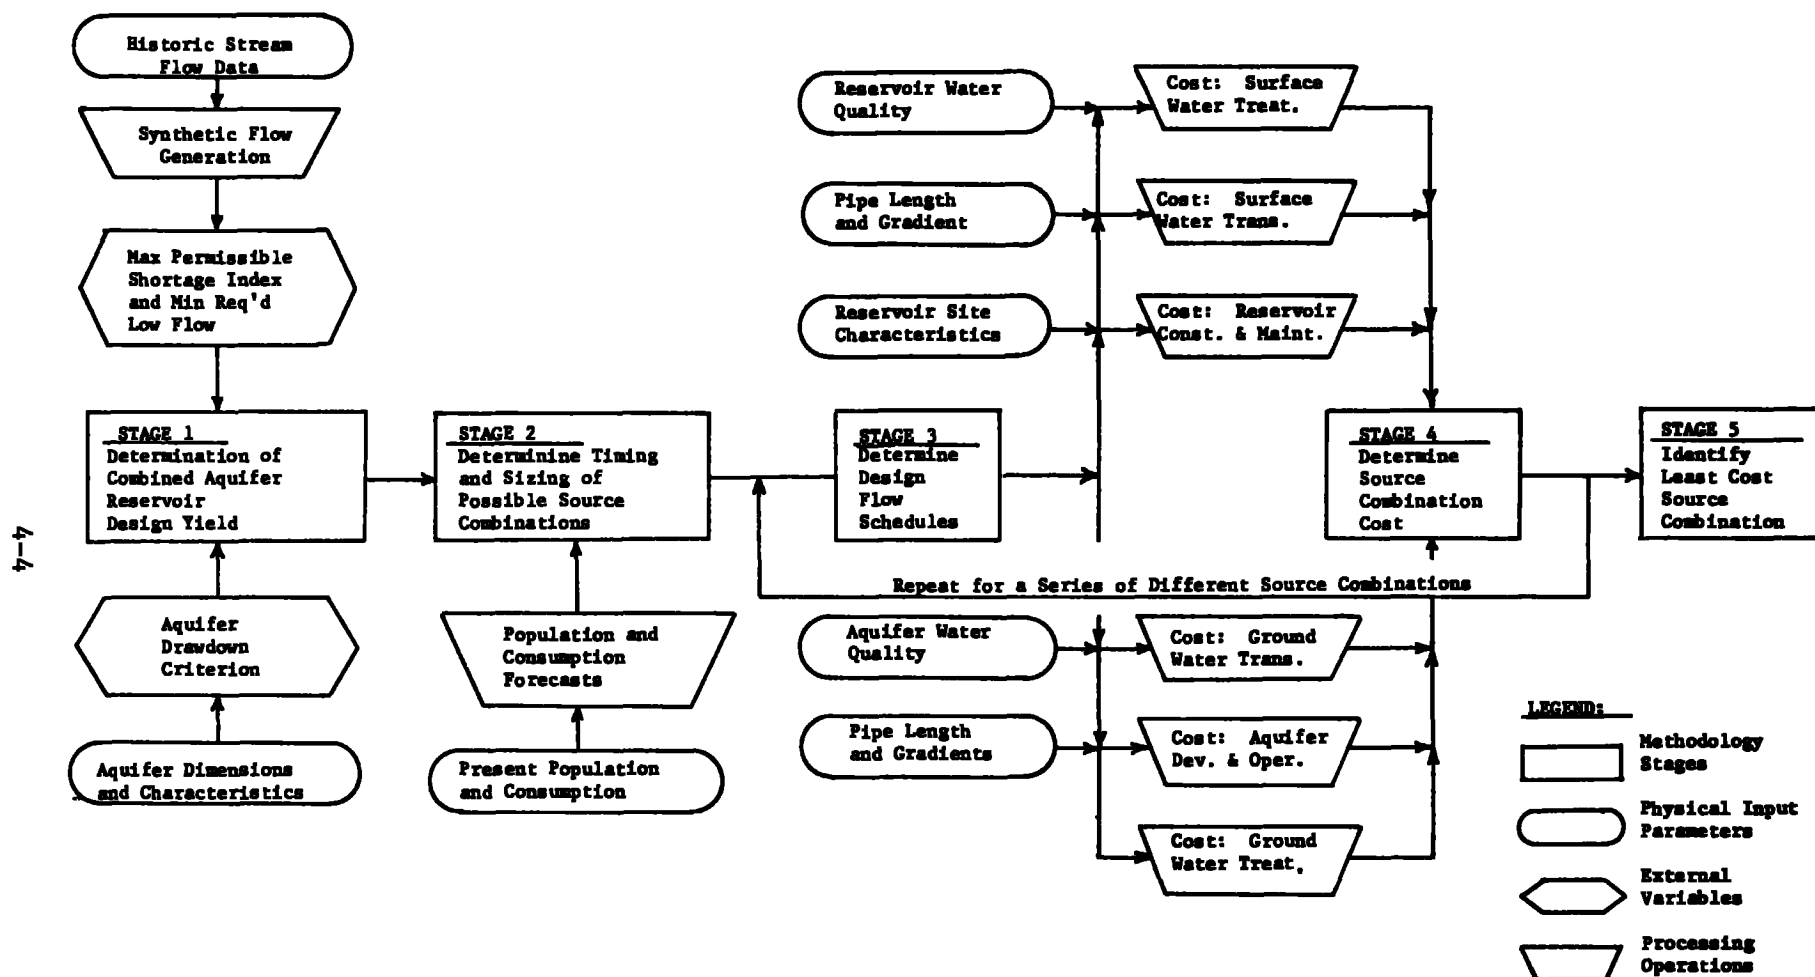 Historic Stream
Flow Data
Synthetic Flow
Generation
Max Permissible
Shortage Index
and Min Req'd
Low Flow
STAGE 1
Determination of
Combined Aquifer
Reservoir
Design Yield
Aquifer
Drawdown
Criterion
Aquifer Dimensions
and Characteristics
STAGE 2
Determinine Timing
and Sizing of
Possible Source
Combinations
Population and
Consumption
Forecasts
Present Population
and Consumption
Reservoir Water
Quality
Pipe Length
and Gradient
Reservoir Site
Characteristics
STAGE 3
Determine
Design
Flow
Schedules
Cost: Surface
Water Treat.
Cost: Surface
Water Trans.
Cost: Reservoir
Const. & Maint.
STAGE 4
Determine
Source
Combination
Cost
STAGE 5
Identify
Least Cost
Source
Combination
Repeat for a Series of Different Source Combinations
Aquifer Water
Quality
Pipe Length
and Gradients
Cost: Ground
Water Trans.
Cost: Aquifer
Dev. & Oper.
Cost: Ground
Water Treat.
LEGEND:
Methodology
Stages
Physical Input
Parameters
External
Variables
Processing
Operations
4-4